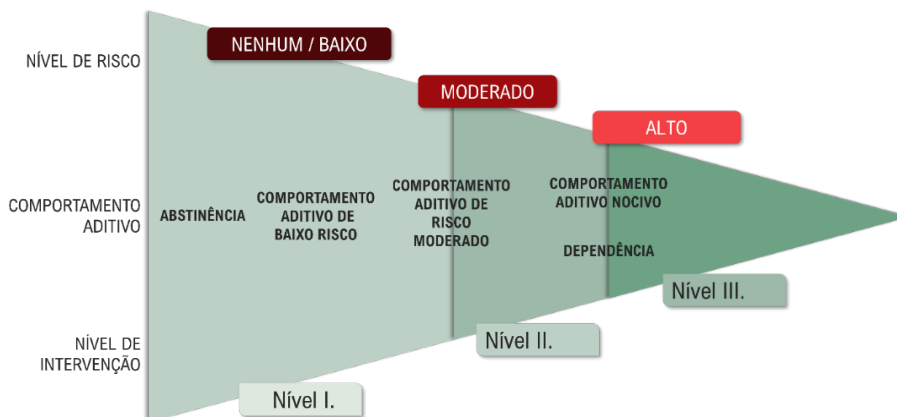 NÍVEL DE RISCO
NENHUM / BAIXO
MODERADO
ALTO
COMPORTAMENTO
ADITIVO
ABSTINÊNCIA
COMPORTAMENTO
ADITIVO DE
BAIXO RISCO
COMPORTAMENTO
ADITIVO DE
RISCO
MODERADO
COMPORTAMENTO
ADITIVO NOCIVO
DEPENDÊNCIA
NÍVEL DE
INTERVENÇÃO
Nível I.
Nível II.
Nível III.